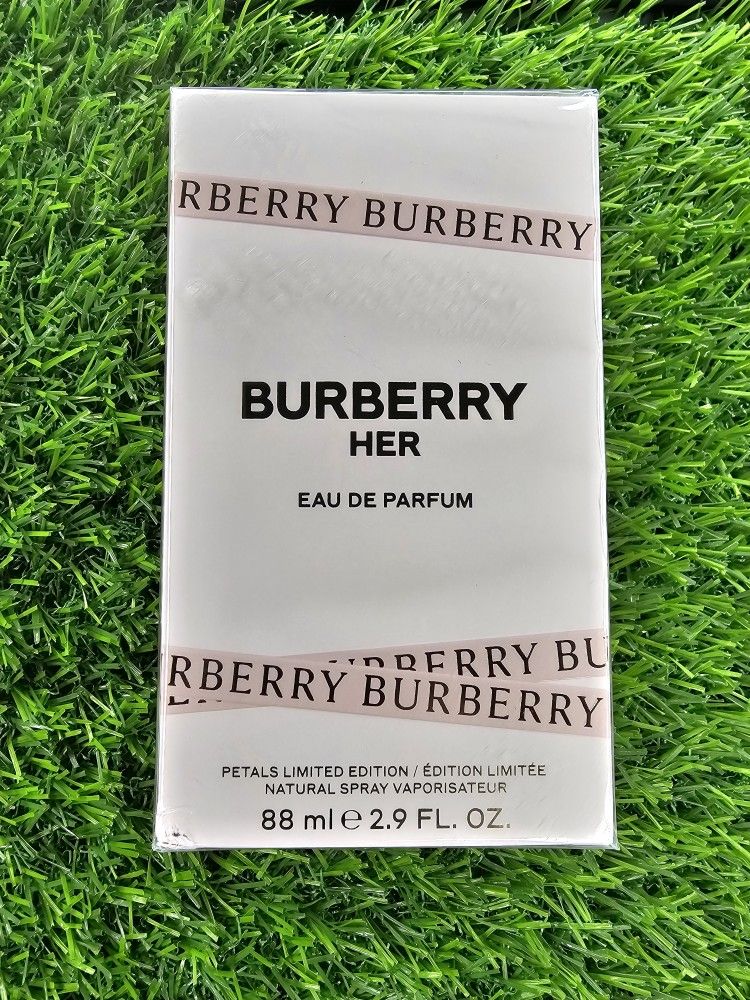 RBERRY BURBERRY
BURBERRY
HER
EAU DE PARFUM
BERRY BU
RBERRY BURBERRY
PETALS LIMITED EDITION / ÉDITION LIMITÉE
NATURAL SPRAY VAPORISATEUR
88 ml e 2.9 FL. OZ.